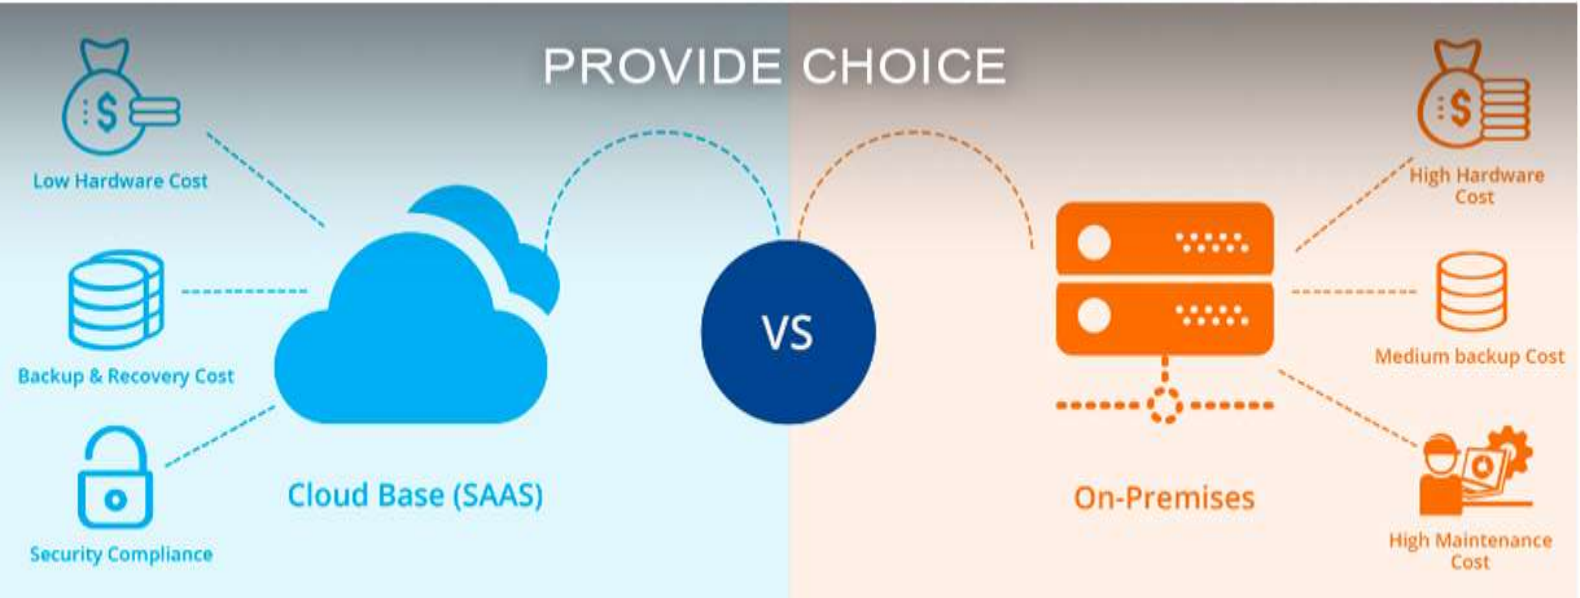 PROVIDE CHOICE
Low Hardware Cost
Backup & Recovery Cost
Security Compliance
Cloud Base (SAAS)
VS
On-Premises
High Hardware
Cost
Medium backup Cost
High Maintenance
Cost